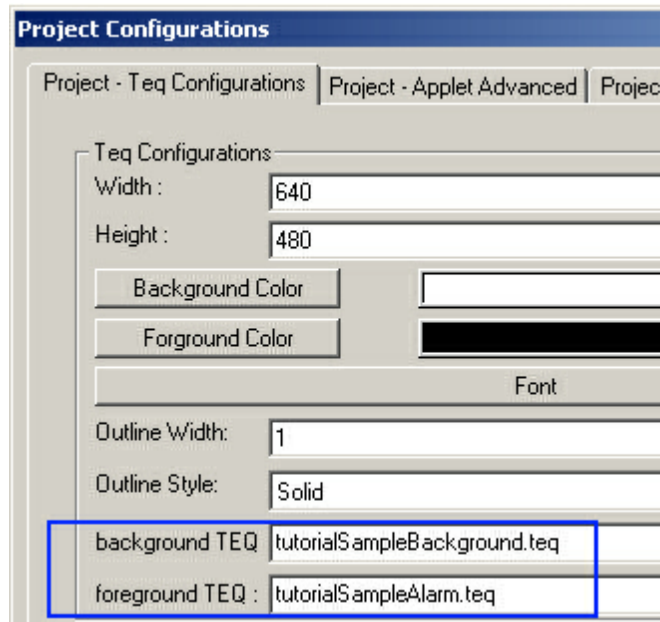 Project Configurations
Project - Teq Configurations Project - Applet Advanced Projec
Teq Configurations
Width : 640
Height : 480
Background Color
Forground Color
Font
Outline Width: 1
Outline Style: Solid
background TEQ tutorialSampleBackground.teq
foreground TEQ : tutorialSampleAlarm.teq